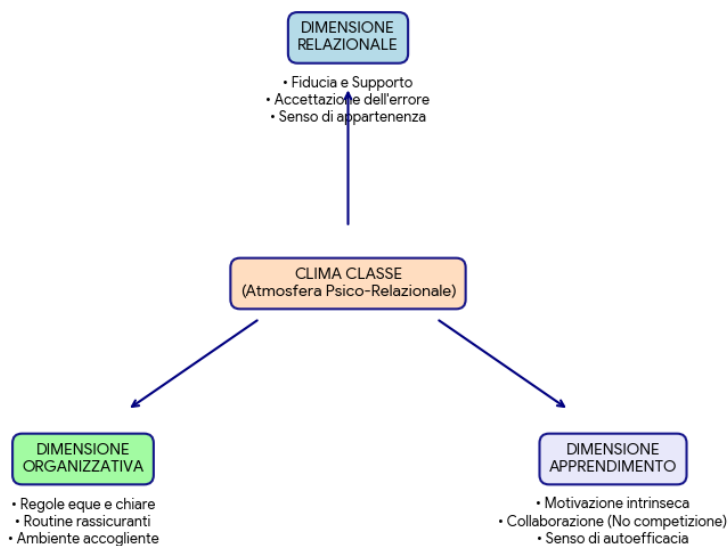 DIMENSIONE
RELAZIONALE
• Fiducia e Supporto
• Accettazione dell'errore
• Senso di appartenenza
CLIMA CLASSE
(Atmosfera Psico-Relazionale)
DIMENSIONE
ORGANIZZATIVA
• Regole eque e chiare
• Routine rassicuranti
• Ambiente accogliente
DIMENSIONE
APPRENDIMENTO
• Motivazione intrinseca
• Collaborazione (No competizione)
• Senso di autoefficacia